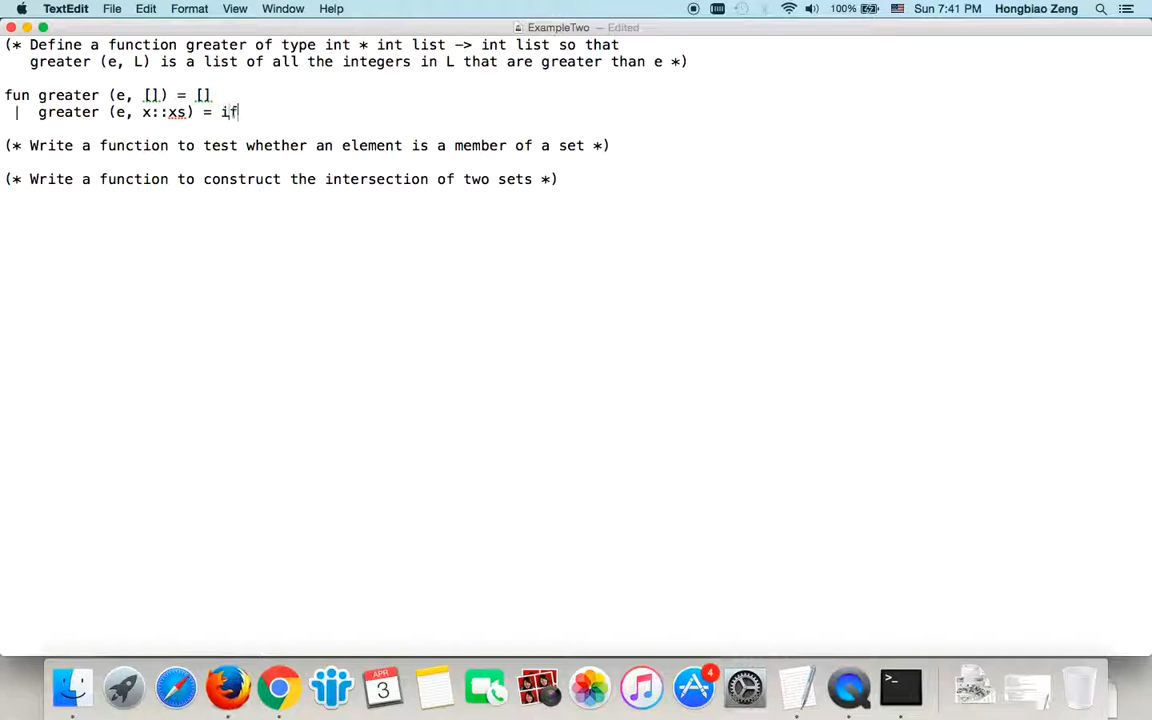 TextEdit File Edit Format View Window Help 100% Sun 7:41 PM Hongbiao Zeng
ExampleTwo — Edited
(* Define a function greater of type int * int list -> int list so that
greater (e, L) is a list of all the integers in L that are greater than e *)
fun greater (e, []) = []
| greater (e, x::xs) = if
(* Write a function to test whether an element is a member of a set *)
(* Write a function to construct the intersection of two sets *)
APR
3
4
>_